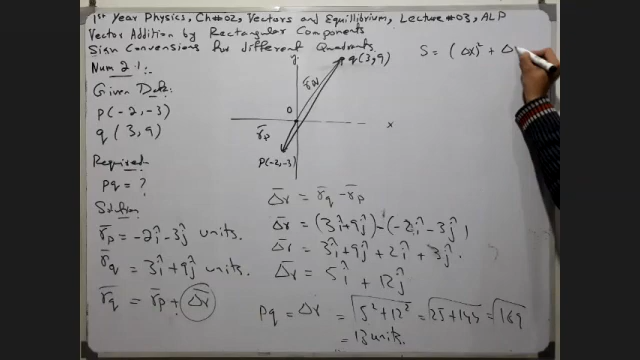 1st Year Physics, Ch#02, Vectors and Equillibrium, Lecture #03, ALP
Vector Addition by Rectangular Components
Sign Conversions for Different Quadrants
Num 2.1:-
Given Data:-
p(-2,-3)
q(3,9)
Required:-
pq = ?
Solution
r̄p = -2î - 3ĵ units.
r̄q = 3î + 9ĵ units.
r̄q = r̄p + Δr̄
y
q(3,9)
r̄q
O
x
r̄p
P(-2,-3)
Δr̄ = r̄q - r̄p
Δr̄ = (3î + 9ĵ) - (-2î - 3ĵ)
Δr̄ = 3î + 9ĵ + 2î + 3ĵ
Δr̄ = 5î + 12ĵ
pq = Δr = √5² + 12² = √25 + 144 = √169
= 13 units.
S = (Δx)² + Δ